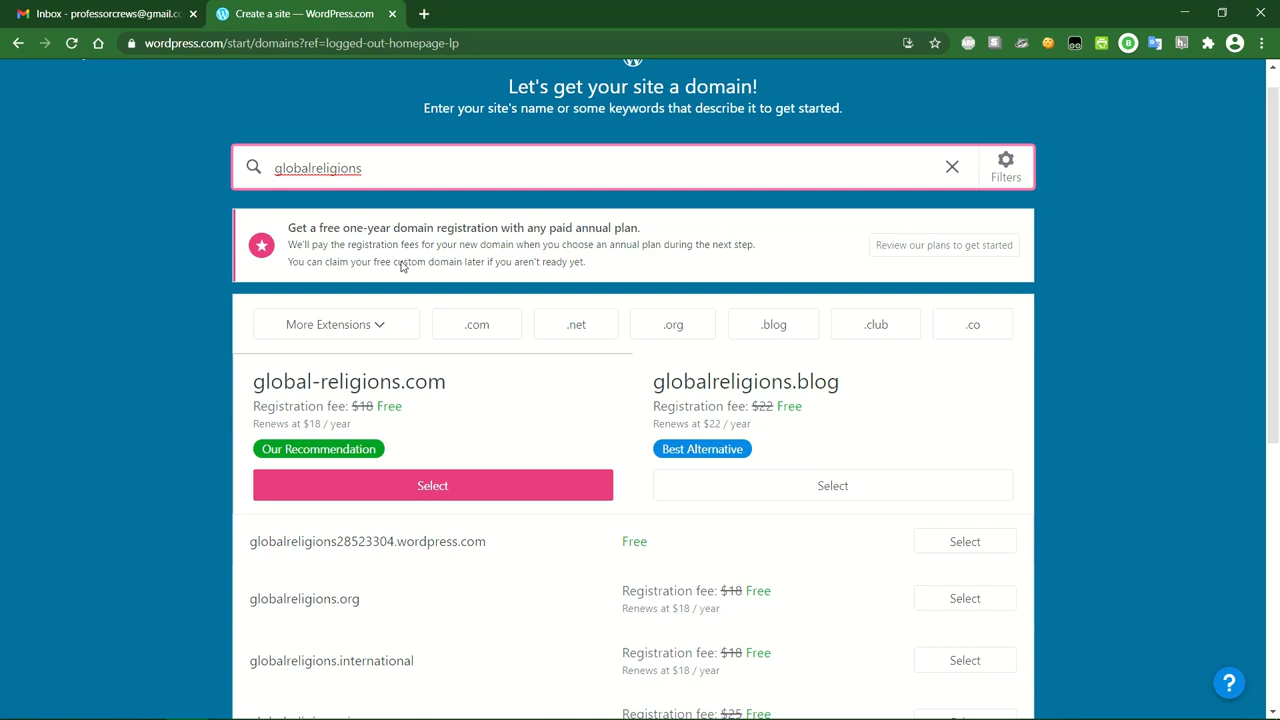 Inbox - professorcrews@gmail.co
Create a site — WordPress.com
wordpress.com/start/domains?ref=logged-out-homepage-lp
Let's get your site a domain!
Enter your site's name or some keywords that describe it to get started.
globalreligions
Filters
Get a free one-year domain registration with any paid annual plan.
We'll pay the registration fees for your new domain when you choose an annual plan during the next step.
You can claim your free custom domain later if you aren't ready yet.
Review our plans to get started
More Extensions .com .net .org .blog .club .co
global-religions.com
Registration fee: $18 Free
Renews at $18 / year
Our Recommendation
Select
globalreligions.blog
Registration fee: $22 Free
Renews at $22 / year
Best Alternative
Select
globalreligions28523304.wordpress.com Free Select
globalreligions.org Registration fee: $18 Free Select
Renews at $18 / year
globalreligions.international Registration fee: $18 Free Select
Renews at $18 / year
Registration fee: $25 Free